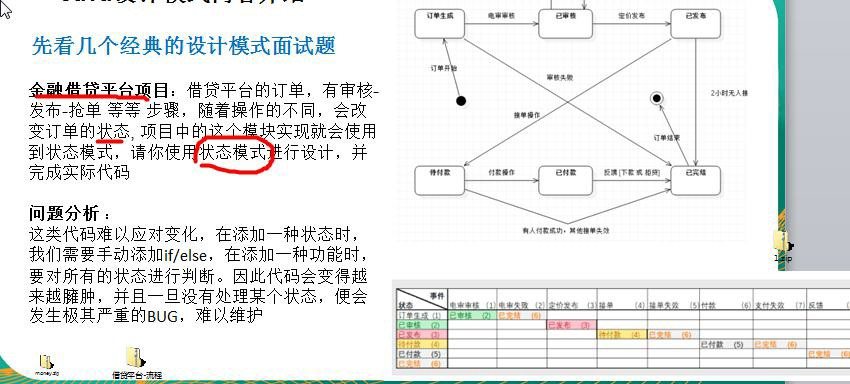 先看几个经典的设计模式面试题
金融借贷平台项目：借贷平台的订单，有审核-
发布-抢单 等等 步骤，随着操作的不同，会改
变订单的状态, 项目中的这个模块实现就会使用
到状态模式，请你使用状态模式进行设计，并
完成实际代码
问题分析：
这类代码难以应对变化，在添加一种状态时，
我们需要手动添加if/else，在添加一种功能时，
要对所有的状态进行判断。因此代码会变得越
来越臃肿，并且一旦没有处理某个状态，便会
发生极其严重的BUG，难以维护
money.zip
借贷平台-流程
订单生成
电审审核
已审核
定价发布
已发布
订单开始
审核失败
2小时无人接
接单操作
订单结束
待付款
付款操作
已付款
反馈 [下款 或 拒贷]
已完结
有人付款成功，其他接单失效
1.zip
事件
状态
电审审核 (1) 电审失败 (2) 定价发布 (3) 接单 (4) 接单失效 (5) 付款 (6) 支付失效 (7) 反馈
订单生成 (1) 已审核 (2) 已完结 (6)
已审核 (2) 已发布 (3)
已发布 (3) 待付款 (4) 已完结 (6)
待付款 (4) 已付款 (5) 已完结 (6)
已付款 (5) 已完结
已完结 (6)